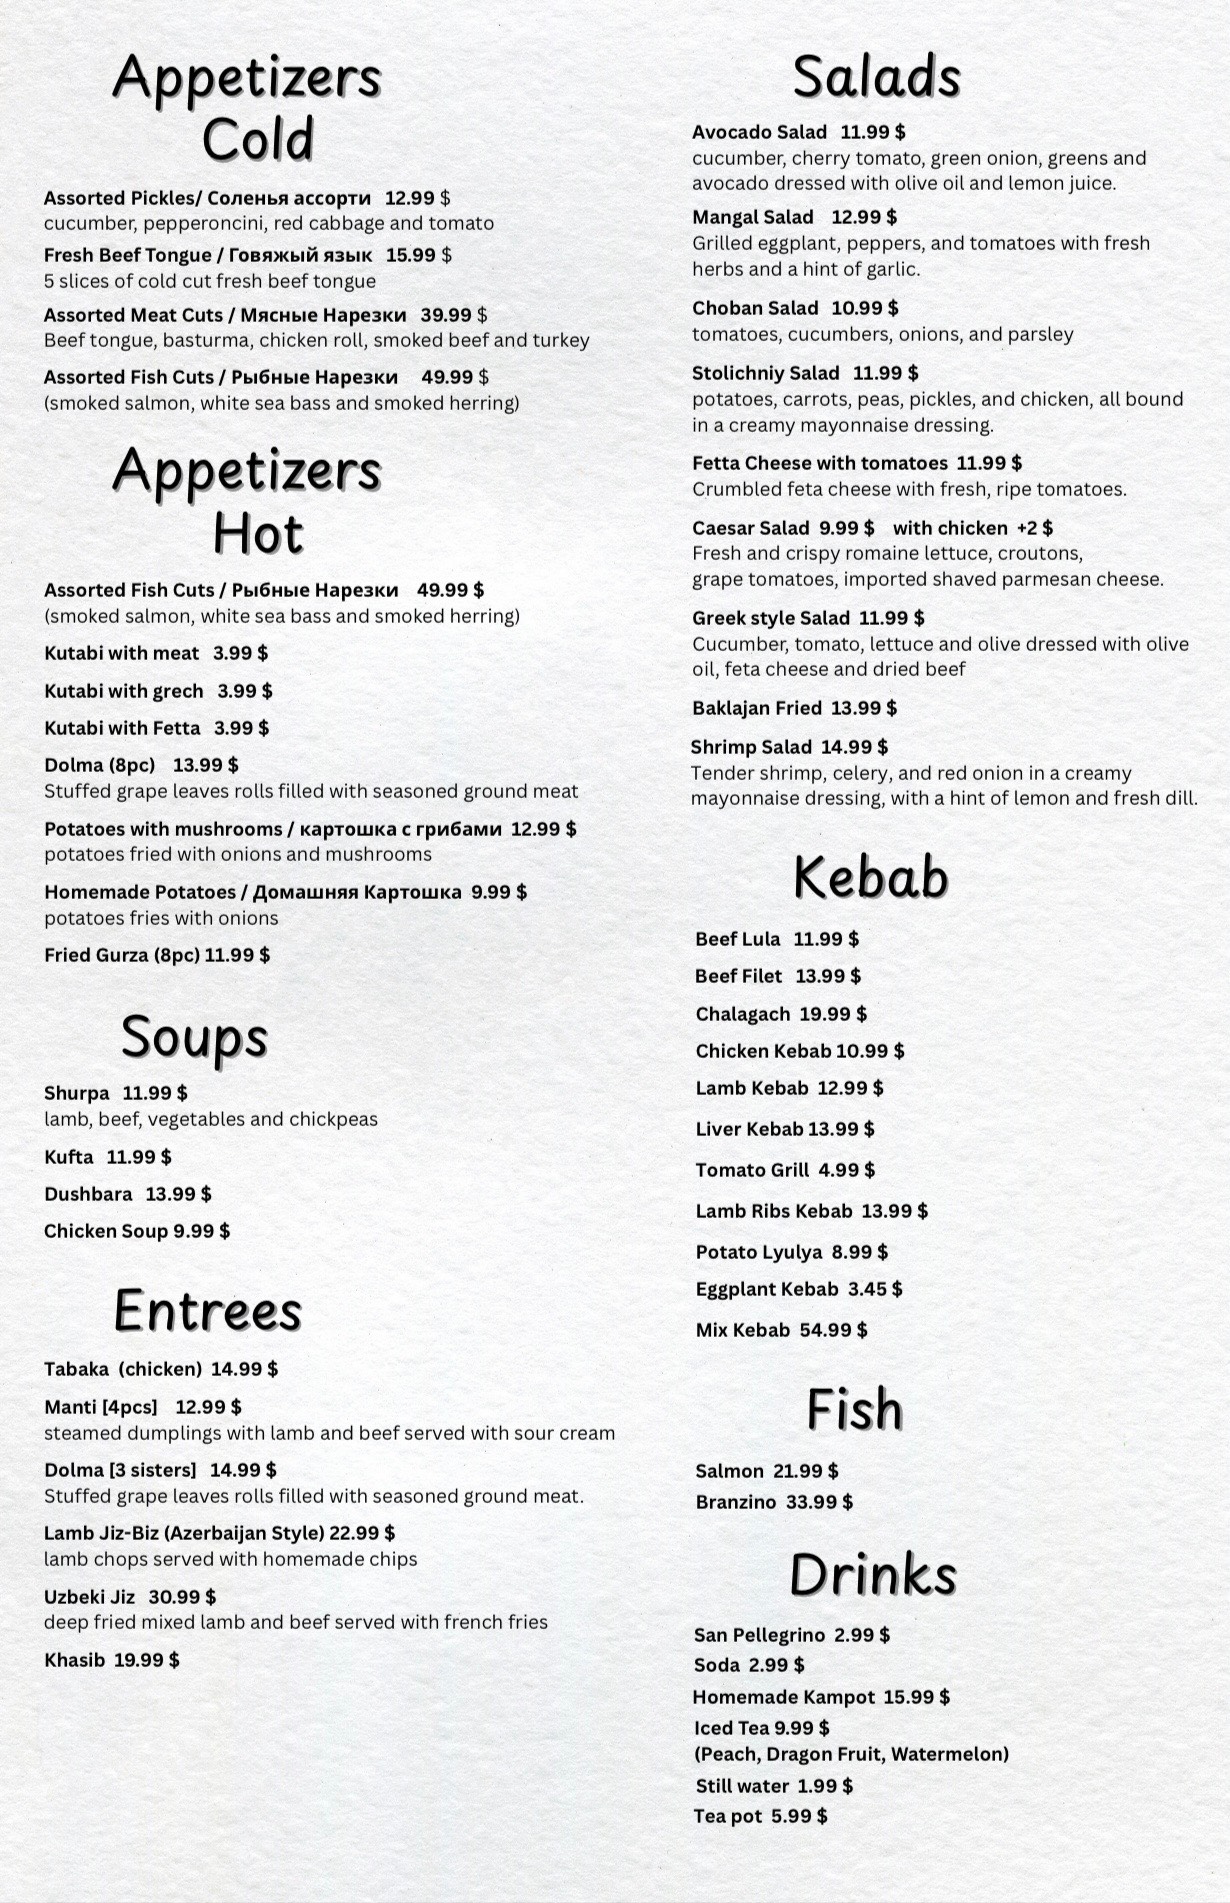 Appetizers
Cold
Assorted Pickles/ Соленья ассорти 12.99 $
cucumber, pepperoncini, red cabbage and tomato
Fresh Beef Tongue / Говяжый язык 15.99 $
5 slices of cold cut fresh beef tongue
Assorted Meat Cuts / Мясные Нарезки 39.99 $
Beef tongue, basturma, chicken roll, smoked beef and turkey
Assorted Fish Cuts / Рыбные Нарезки 49.99 $
(smoked salmon, white sea bass and smoked herring)
Appetizers
Hot
Assorted Fish Cuts / Рыбные Нарезки 49.99 $
(smoked salmon, white sea bass and smoked herring)
Kutabi with meat 3.99 $
Kutabi with grech 3.99 $
Kutabi with Fetta 3.99 $
Dolma (8pc) 13.99 $
Stuffed grape leaves rolls filled with seasoned ground meat
Potatoes with mushrooms / картошка с грибами 12.99 $
potatoes fried with onions and mushrooms
Homemade Potatoes / Домашняя Картошка 9.99 $
potatoes fries with onions
Fried Gurza (8pc) 11.99 $
Soups
Shurpa 11.99 $
lamb, beef, vegetables and chickpeas
Kufta 11.99 $
Dushbara 13.99 $
Chicken Soup 9.99 $
Entrees
Tabaka (chicken) 14.99 $
Manti [4pcs] 12.99 $
steamed dumplings with lamb and beef served with sour cream
Dolma [3 sisters] 14.99 $
Stuffed grape leaves rolls filled with seasoned ground meat.
Lamb Jiz-Biz (Azerbaijan Style) 22.99 $
lamb chops served with homemade chips
Uzbeki Jiz 30.99 $
deep fried mixed lamb and beef served with french fries
Khasib 19.99 $
Salads
Avocado Salad 11.99 $
cucumber, cherry tomato, green onion, greens and
avocado dressed with olive oil and lemon juice.
Mangal Salad 12.99 $
Grilled eggplant, peppers, and tomatoes with fresh
herbs and a hint of garlic.
Choban Salad 10.99 $
tomatoes, cucumbers, onions, and parsley
Stolichniy Salad 11.99 $
potatoes, carrots, peas, pickles, and chicken, all bound
in a creamy mayonnaise dressing.
Fetta Cheese with tomatoes 11.99 $
Crumbled feta cheese with fresh, ripe tomatoes.
Caesar Salad 9.99 $ with chicken +2 $
Fresh and crispy romaine lettuce, croutons,
grape tomatoes, imported shaved parmesan cheese.
Greek style Salad 11.99 $
Cucumber, tomato, lettuce and olive dressed with olive
oil, feta cheese and dried beef
Baklajan Fried 13.99 $
Shrimp Salad 14.99 $
Tender shrimp, celery, and red onion in a creamy
mayonnaise dressing, with a hint of lemon and fresh dill.
Kebab
Beef Lula 11.99 $
Beef Filet 13.99 $
Chalagach 19.99 $
Chicken Kebab 10.99 $
Lamb Kebab 12.99 $
Liver Kebab 13.99 $
Tomato Grill 4.99 $
Lamb Ribs Kebab 13.99 $
Potato Lyulya 8.99 $
Eggplant Kebab 3.45 $
Mix Kebab 54.99 $
Fish
Salmon 21.99 $
Branzino 33.99 $
Drinks
San Pellegrino 2.99 $
Soda 2.99 $
Homemade Kampot 15.99 $
Iced Tea 9.99 $
(Peach, Dragon Fruit, Watermelon)
Still water 1.99 $
Tea pot 5.99 $